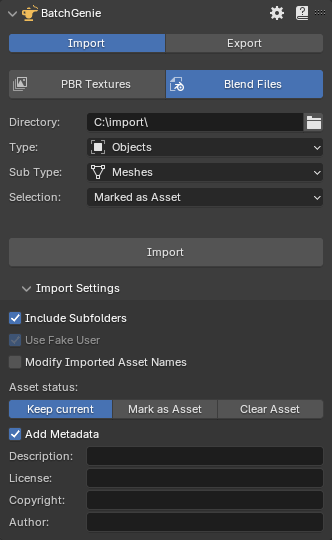 BatchGenie
Import Export
PBR Textures Blend Files
Directory: C:\import\
Type: Objects
Sub Type: Meshes
Selection: Marked as Asset
Import
Import Settings
Include Subfolders
Use Fake User
Modify Imported Asset Names
Asset status:
Keep current Mark as Asset Clear Asset
Add Metadata
Description:
License:
Copyright:
Author: